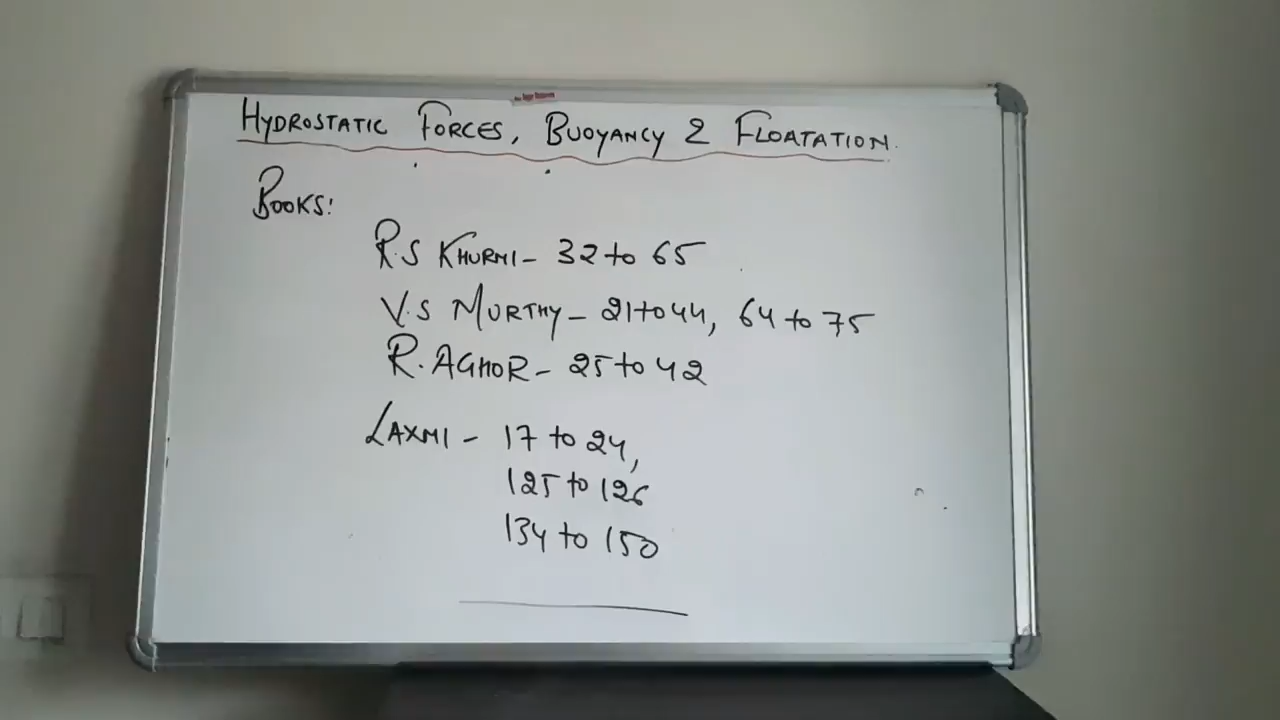 HYDROSTATIC FORCES, BUOYANCY & FLOATATION.
BOOKS:
R.S KHURMI - 32 to 65
V.S MURTHY - 21 to 44, 64 to 75
R. AGHOR - 25 to 42
LAXMI - 17 to 24,
125 to 126
134 to 150